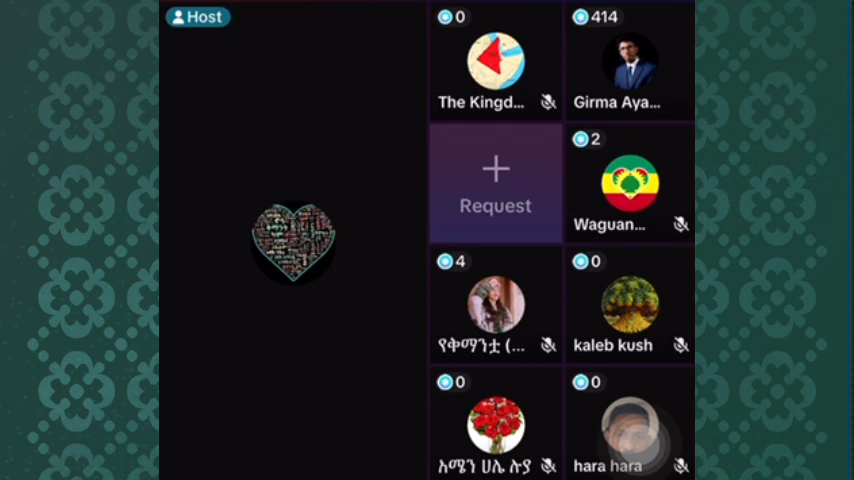 Host
0
414
The Kingd...
Girma Aya...
2
Request
Waguan...
4
0
የቅማንቷ (...
kaleb kush
0
0
አሜን ሀሌ ሉያ
hara hara